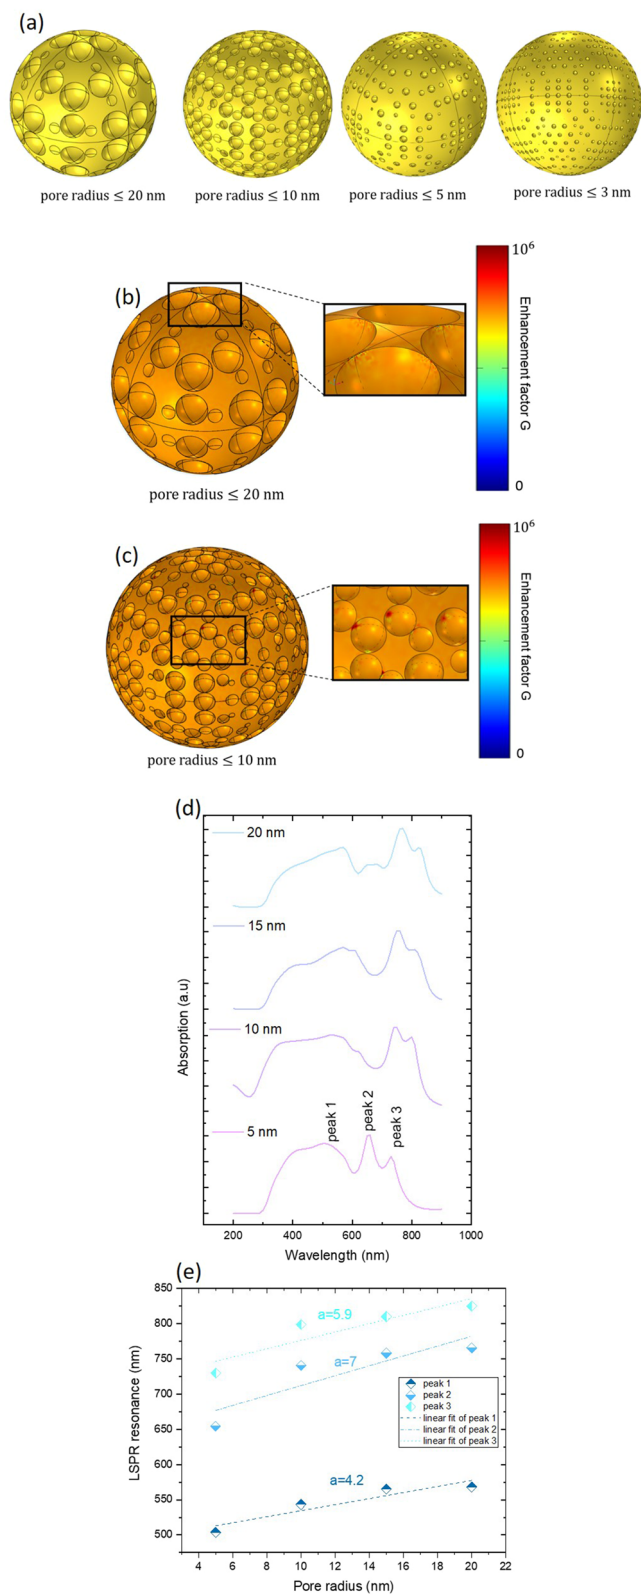 (a)
pore radius ≤ 20 nm
pore radius ≤ 10 nm
pore radius ≤ 5 nm
pore radius ≤ 3 nm
(b)
pore radius ≤ 20 nm
10⁶
Enhancement factor G
0
(c)
pore radius ≤ 10 nm
10⁶
Enhancement factor G
0
(d)
20 nm
15 nm
10 nm
5 nm
peak 1
peak 2
peak 3
Absorption (a.u)
200 400 600 800 1000
Wavelength (nm)
(e)
850
800
750
700
650
600
550
500
LSPR resonance (nm)
a=5.9
a=7
a=4.2
peak 1
peak 2
peak 3
linear fit of peak 1
linear fit of peak 2
linear fit of peak 3
4 6 8 10 12 14 16 18 20 22
Pore radius (nm)